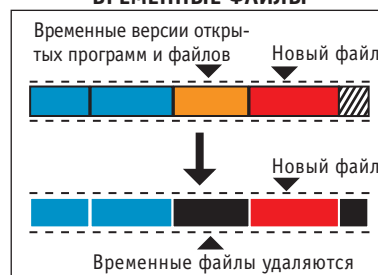 ВРЕМЕННЫЕ ФАЙЛЫ
Временные версии откры-
тых программ и файлов
Новый файл
Новый файл
Временные файлы удаляются